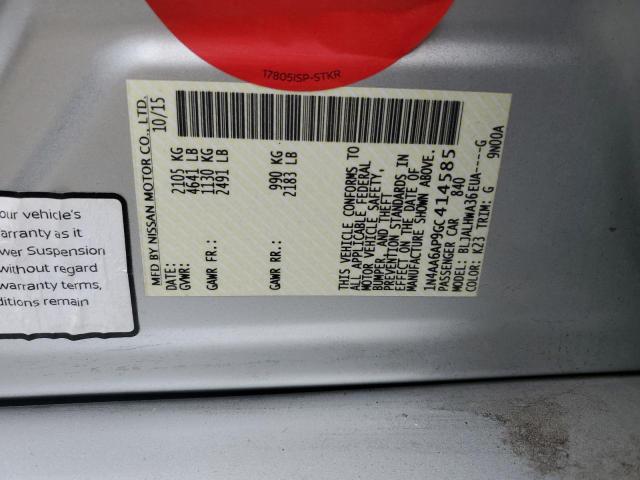 17805ISP-STKR
MFD BY NISSAN MOTOR CO., LTD.
DATE: 10/15
GVWR: 2105 KG
4641 LB
GAWR FR: 1130 KG
2491 LB
GAWR RR: 990 KG
2183 LB
THIS VEHICLE CONFORMS TO
ALL APPLICABLE FEDERAL
MOTOR VEHICLE SAFETY,
BUMPER, AND THEFT
PREVENTION STANDARDS IN
EFFECT ON THE DATE OF
MANUFACTURE SHOWN ABOVE.
1N4AA6AP9GC414585
PASSENGER CAR 840
MODEL: BLJALHWA36EUA----G
COLOR: K23 TRIM: G 9N00A
our vehicle's
arranty as it
wer Suspension
without regard
warranty terms,
ditions remain